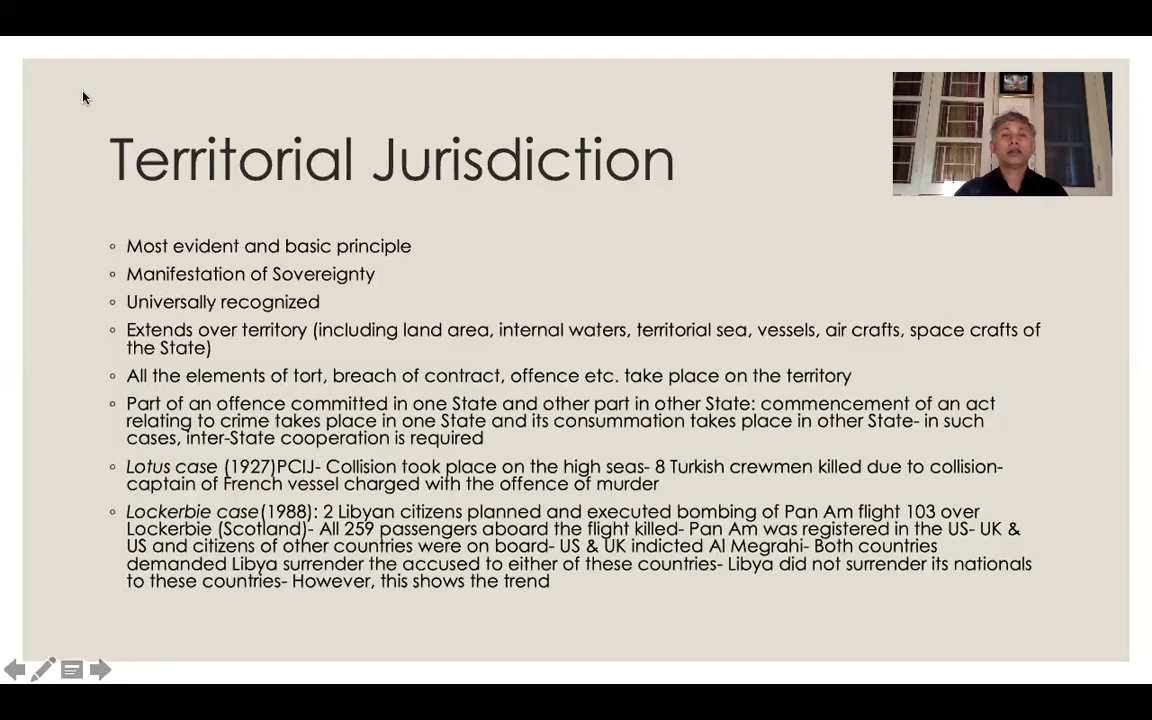 Territorial Jurisdiction
Most evident and basic principle
Manifestation of Sovereignty
Universally recognized
Extends over territory (including land area, internal waters, territorial sea, vessels, air crafts, space crafts of
the State)
All the elements of tort, breach of contract, offence etc. take place on the territory
Part of an offence committed in one State and other part in other State: commencement of an act
relating to crime takes place in one State and its consummation takes place in other State- in such
cases, inter-State cooperation is required
Lotus case (1927)PCIJ- Collision took place on the high seas- 8 Turkish crewmen killed due to collision-
captain of French vessel charged with the offence of murder
Lockerbie case(1988): 2 Libyan citizens planned and executed bombing of Pan Am flight 103 over
Lockerbie (Scotland)- All 259 passengers aboard the flight killed- Pan Am was registered in the US- UK &
US and citizens of other countries were on board- US & UK indicted Al Megrahi- Both countries
demanded Libya surrender the accused to either of these countries- Libya did not surrender its nationals
to these countries- However, this shows the trend